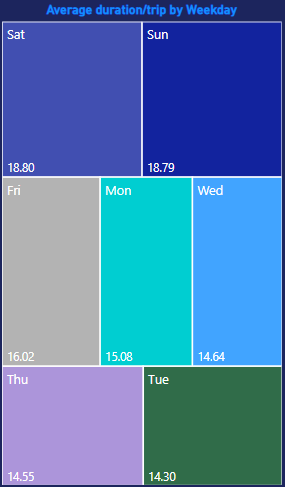 Average duration/trip by Weekday
Sat
Sun
18.80
18.79
Fri
Mon
Wed
16.02
15.08
14.64
Thu
Tue
14.55
14.30